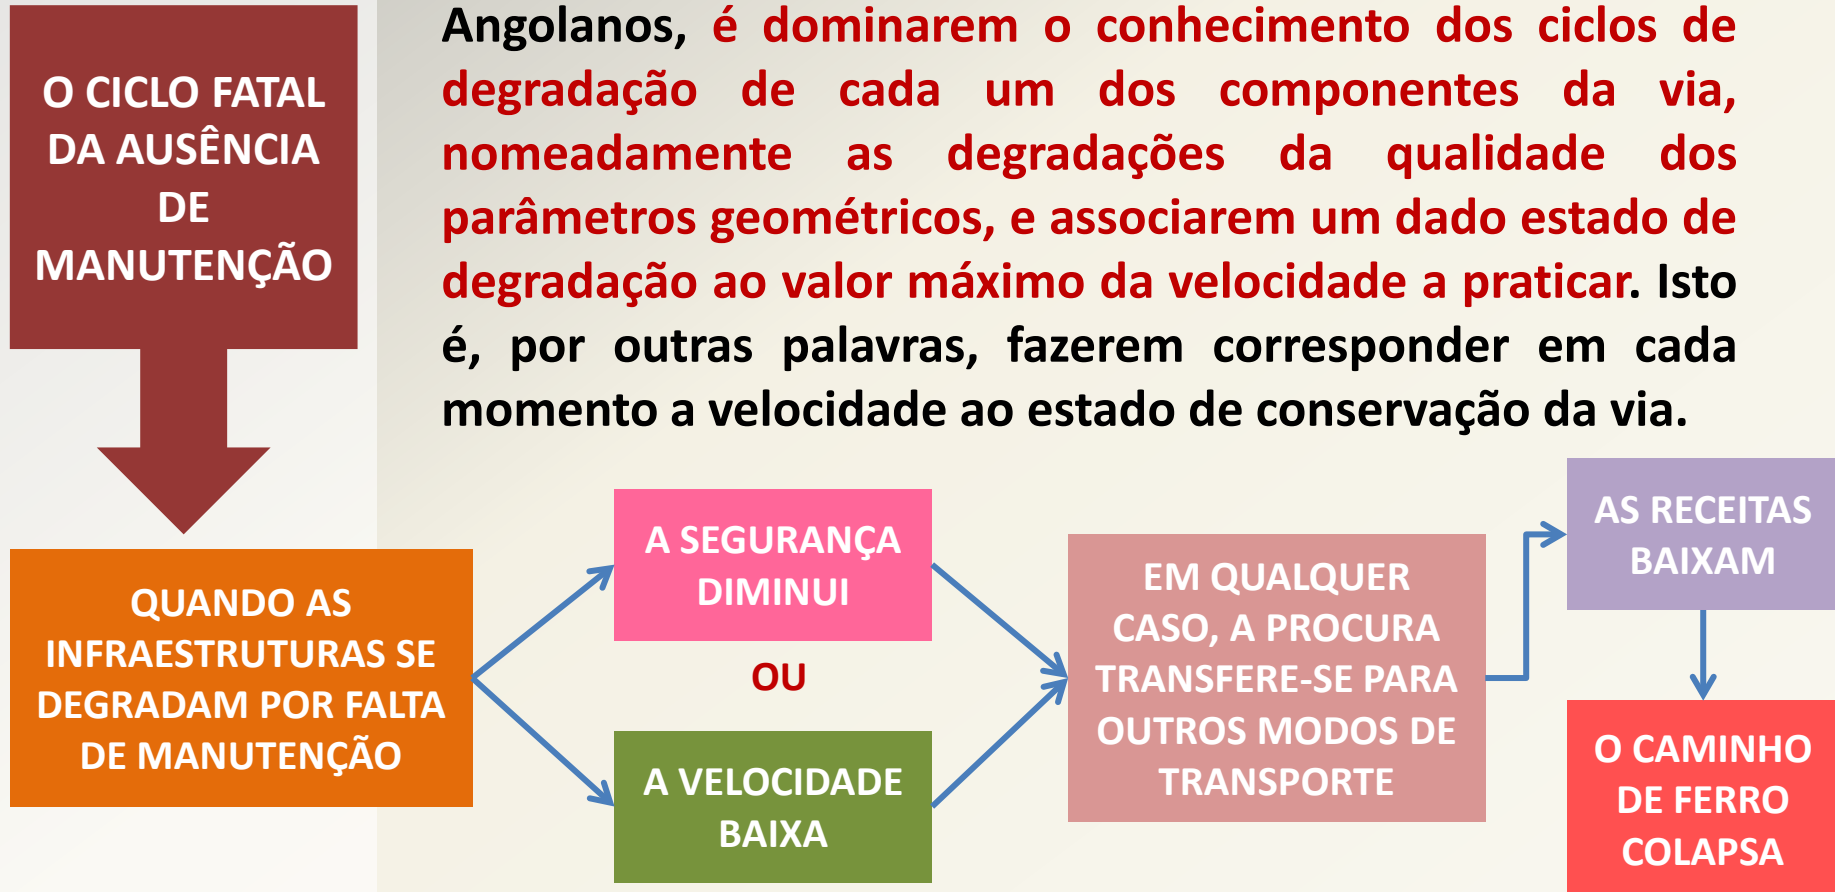 O CICLO FATAL
DA AUSÊNCIA
DE
MANUTENÇÃO
Angolanos, é dominarem o conhecimento dos ciclos de
degradação de cada um dos componentes da via,
nomeadamente as degradações da qualidade dos
parâmetros geométricos, e associarem um dado estado de
degradação ao valor máximo da velocidade a praticar. Isto
é, por outras palavras, fazerem corresponder em cada
momento a velocidade ao estado de conservação da via.
QUANDO AS
INFRAESTRUTURAS SE
DEGRADAM POR FALTA
DE MANUTENÇÃO
A SEGURANÇA
DIMINUI
OU
A VELOCIDADE
BAIXA
EM QUALQUER
CASO, A PROCURA
TRANSFERE-SE PARA
OUTROS MODOS DE
TRANSPORTE
AS RECEITAS
BAIXAM
O CAMINHO
DE FERRO
COLAPSA